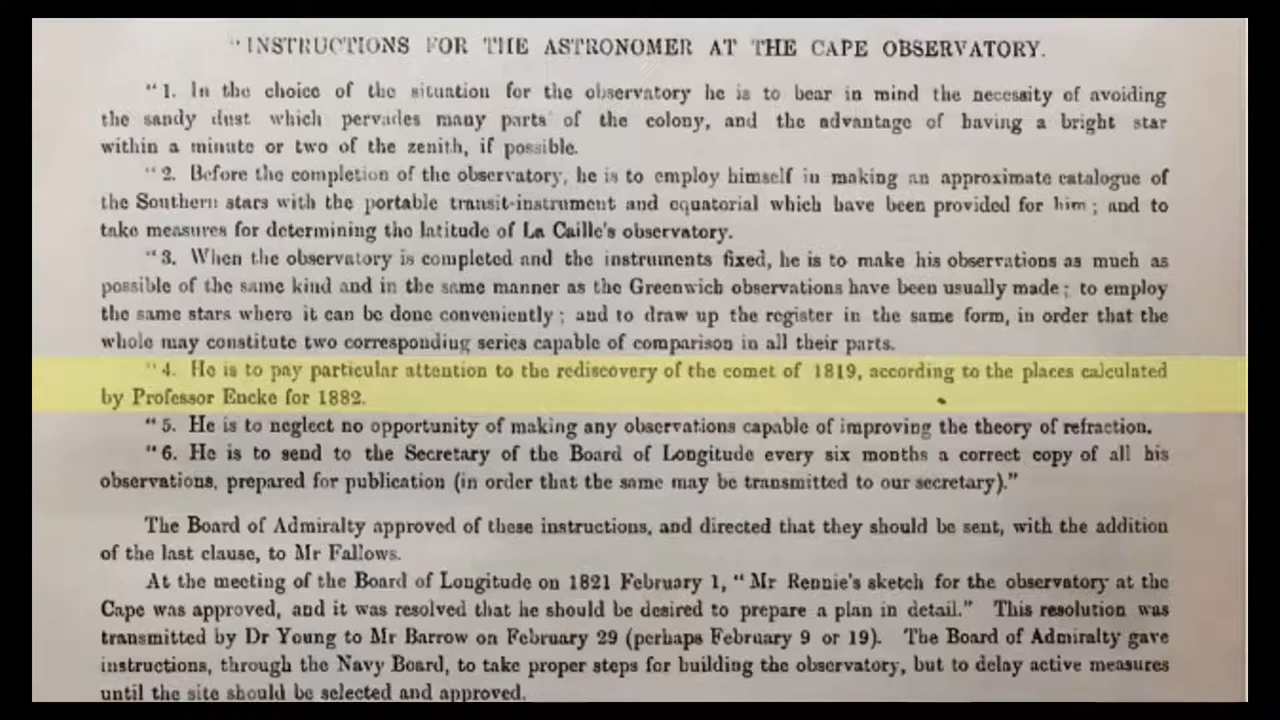 "INSTRUCTIONS FOR THE ASTRONOMER AT THE CAPE OBSERVATORY.
"1. In the choice of the situation for the observatory he is to bear in mind the necessity of avoiding
the sandy dust which pervades many parts of the colony, and the advantage of having a bright star
within a minute or two of the zenith, if possible.
"2. Before the completion of the observatory, he is to employ himself in making an approximate catalogue of
the Southern stars with the portable transit-instrument and equatorial which have been provided for him; and to
take measures for determining the latitude of La Caille's observatory.
"3. When the observatory is completed and the instruments fixed, he is to make his observations as much as
possible of the same kind and in the same manner as the Greenwich observations have been usually made; to employ
the same stars where it can be done conveniently; and to draw up the register in the same form, in order that the
whole may constitute two corresponding series capable of comparison in all their parts.
"4. He is to pay particular attention to the rediscovery of the comet of 1819, according to the places calculated
by Professor Encke for 1882.
"5. He is to neglect no opportunity of making any observations capable of improving the theory of refraction.
"6. He is to send to the Secretary of the Board of Longitude every six months a correct copy of all his
observations, prepared for publication (in order that the same may be transmitted to our secretary)."
The Board of Admiralty approved of these instructions, and directed that they should be sent, with the addition
of the last clause, to Mr Fallows.
At the meeting of the Board of Longitude on 1821 February 1, "Mr Rennie's sketch for the observatory at the
Cape was approved, and it was resolved that he should be desired to prepare a plan in detail." This resolution was
transmitted by Dr Young to Mr Barrow on February 29 (perhaps February 9 or 19). The Board of Admiralty gave
instructions, through the Navy Board, to take proper steps for building the observatory, but to delay active measures
until the site should be selected and approved.